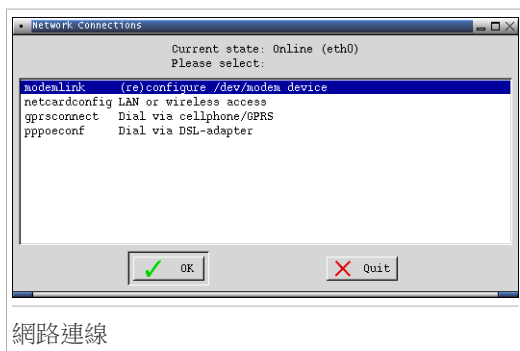 Network Connections
Current state: Online (eth0)
Please select:
modemlink (re)configure /dev/modem device
netcardconfig LAN or wireless access
gprsconnect Dial via cellphone/GPRS
pppoeconf Dial via DSL-adapter
OK Quit
網路連線